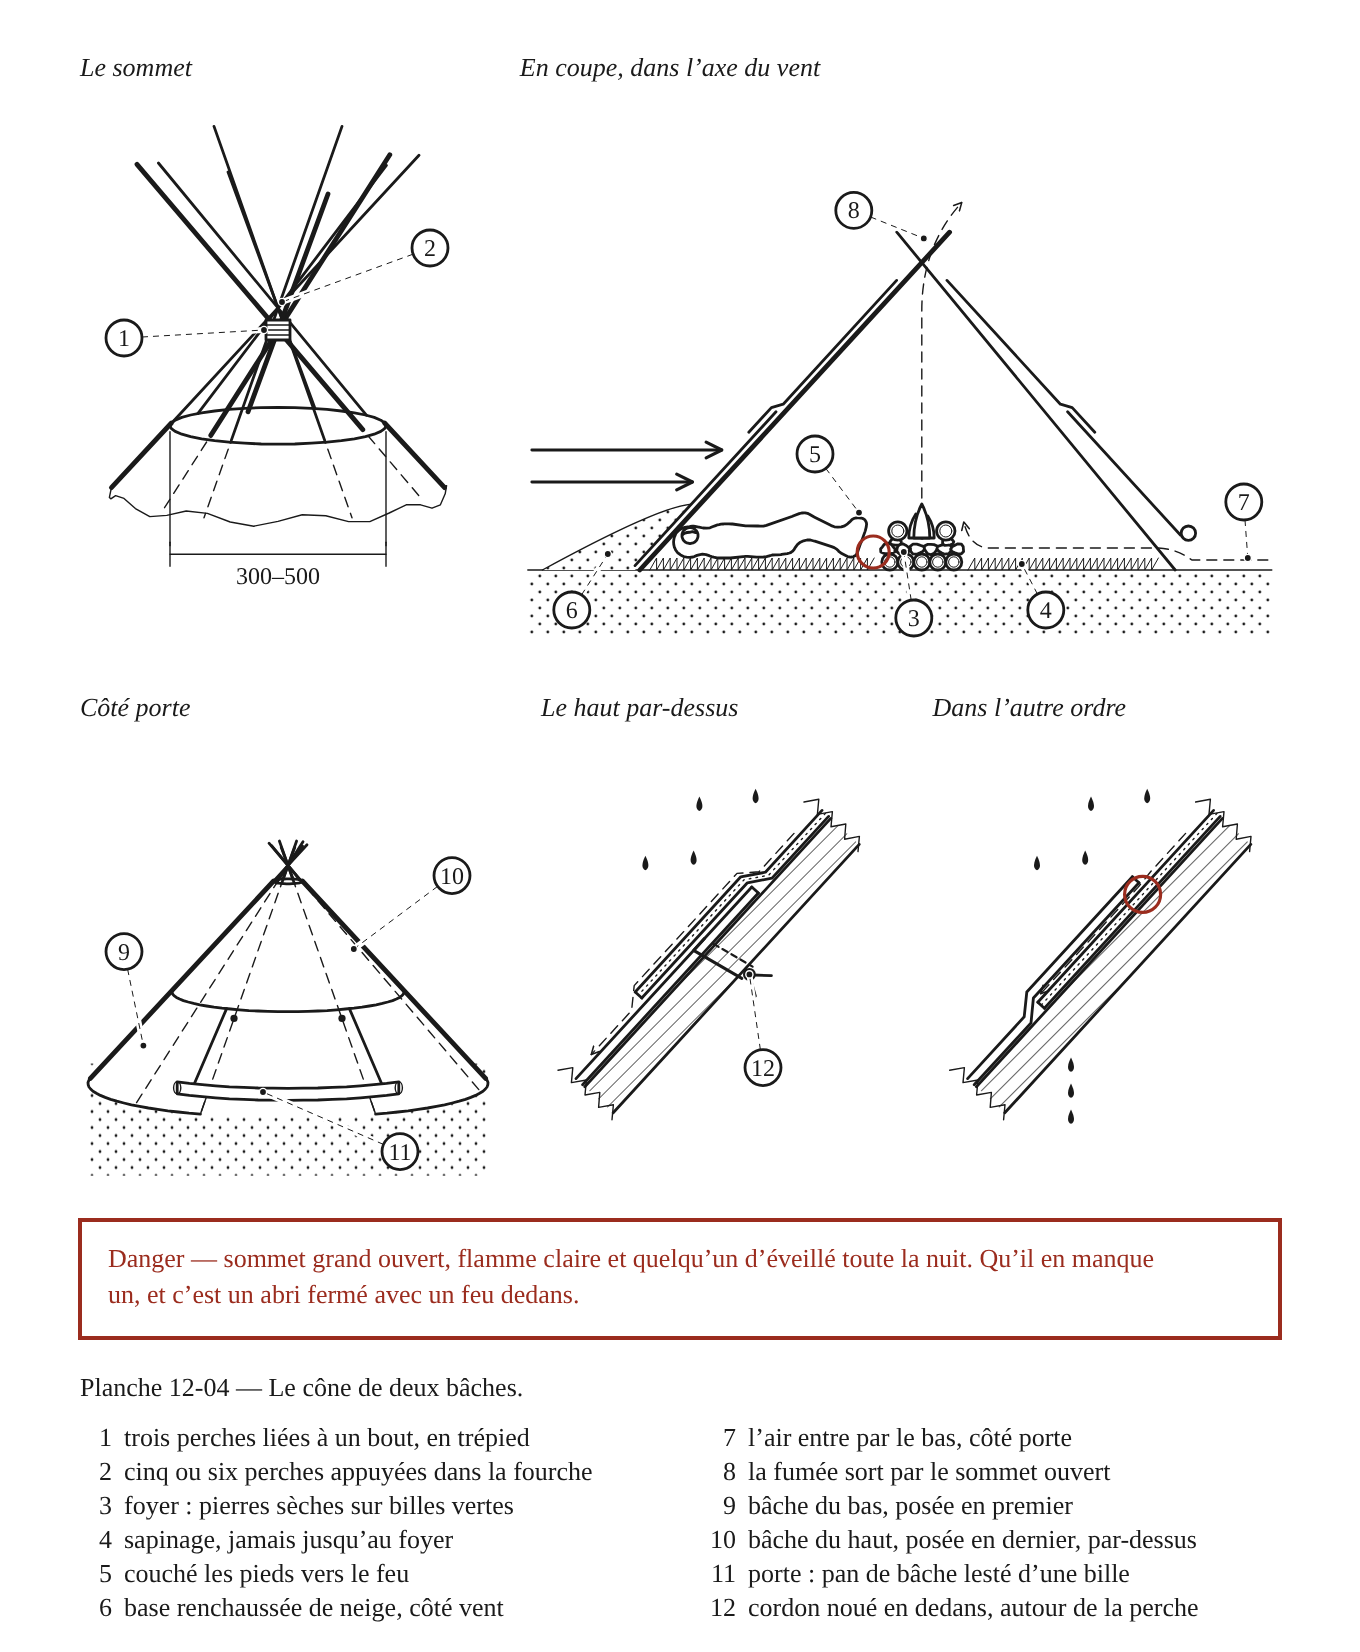 Le sommet
En coupe, dans l’axe du vent
8
2
1
5
7
300–500
6
3
4
Côté porte
Le haut par-dessus
Dans l’autre ordre
10
9
12
11
Danger — sommet grand ouvert, flamme claire et quelqu’un d’éveillé toute la nuit. Qu’il en manque
un, et c’est un abri fermé avec un feu dedans.
Planche 12-04 — Le cône de deux bâches.
1 trois perches liées à un bout, en trépied
2 cinq ou six perches appuyées dans la fourche
3 foyer : pierres sèches sur billes vertes
4 sapinage, jamais jusqu’au foyer
5 couché les pieds vers le feu
6 base renchaussée de neige, côté vent
7 l’air entre par le bas, côté porte
8 la fumée sort par le sommet ouvert
9 bâche du bas, posée en premier
10 bâche du haut, posée en dernier, par-dessus
11 porte : pan de bâche lesté d’une bille
12 cordon noué en dedans, autour de la perche